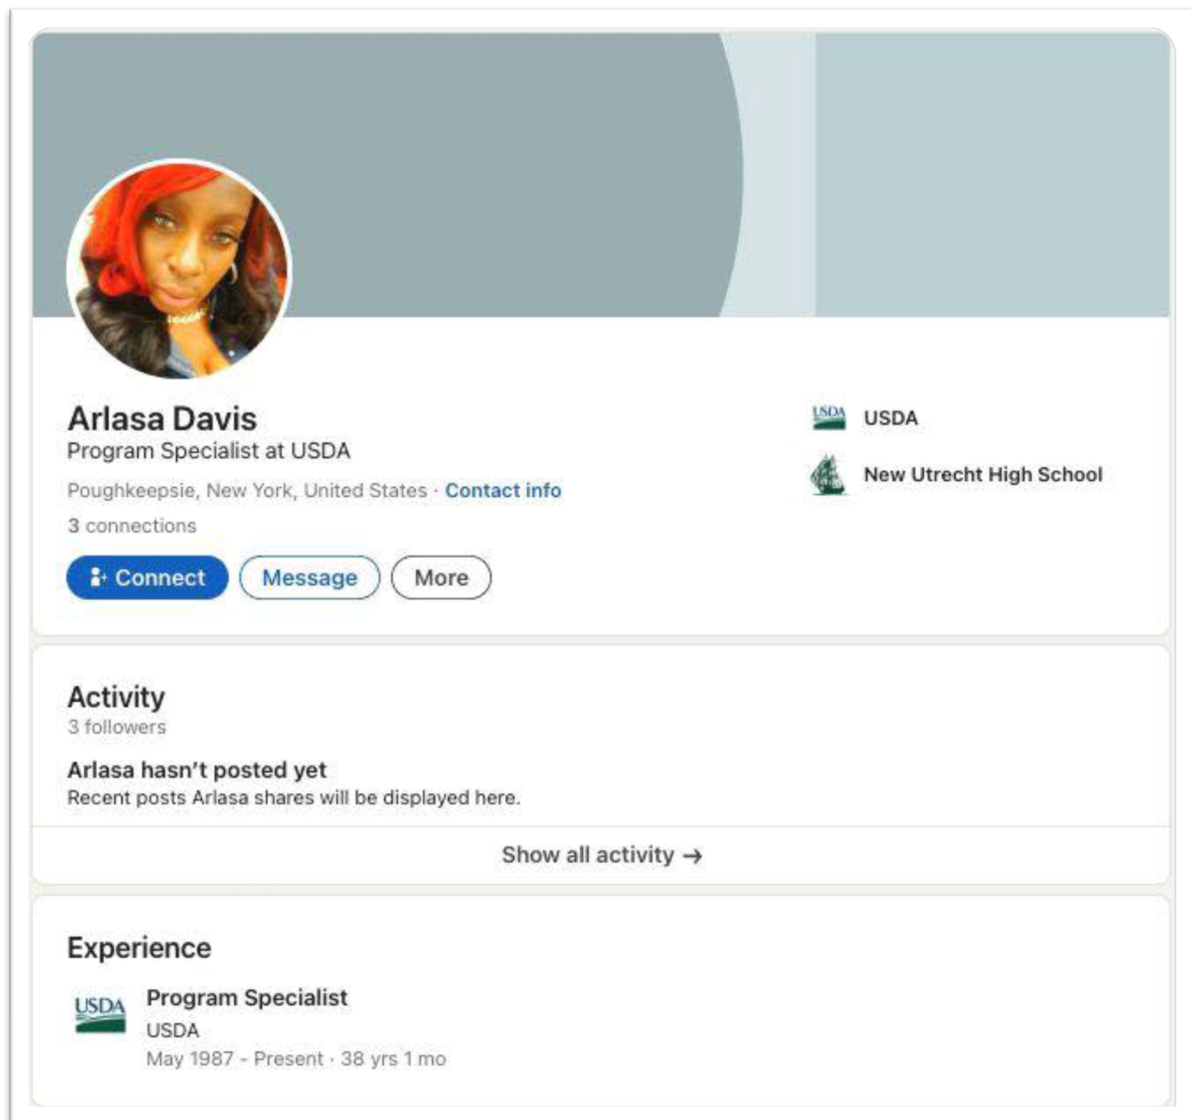 Arlasa Davis
Program Specialist at USDA
Poughkeepsie, New York, United States · Contact info
3 connections
Connect
Message
More
USDA
USDA
New Utrecht High School
Activity
3 followers
Arlasa hasn't posted yet
Recent posts Arlasa shares will be displayed here.
Show all activity →
Experience
USDA
Program Specialist
USDA
May 1987 - Present · 38 yrs 1 mo